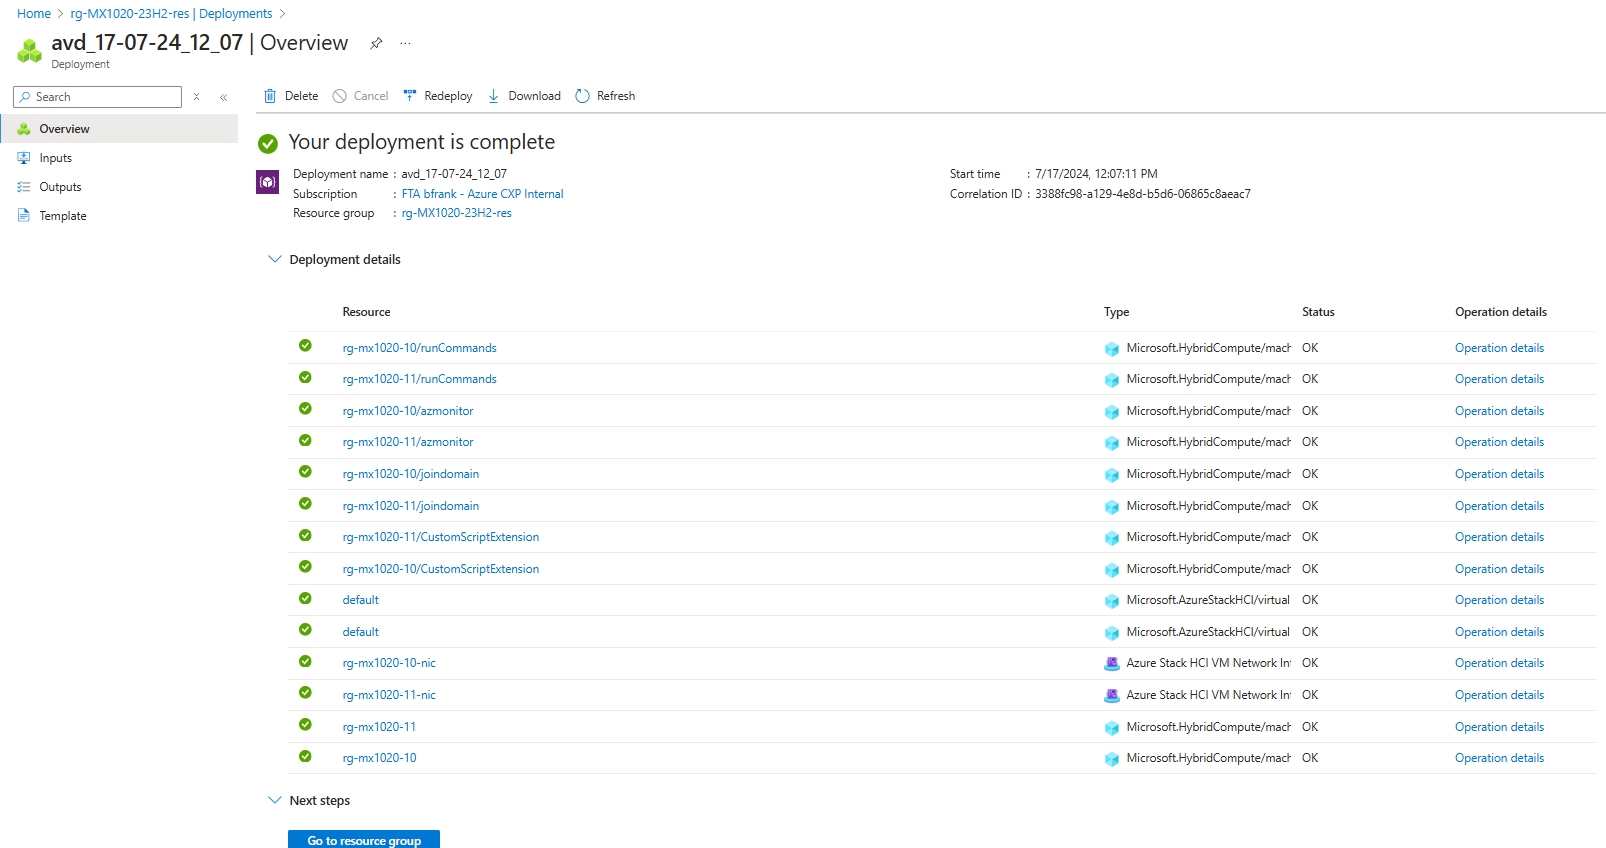 Home > rg-MX1020-23H2-res | Deployments >
avd_17-07-24_12_07 | Overview ...
Deployment
Search
Delete Cancel Redeploy Download Refresh
Overview
Inputs
Outputs
Template
Your deployment is complete
Deployment name : avd_17-07-24_12_07
Subscription : FTA bfrank - Azure CXP Internal
Resource group : rg-MX1020-23H2-res
Start time : 7/17/2024, 12:07:11 PM
Correlation ID : 3388fc98-a129-4e8d-b5d6-06865c8aeac7
Deployment details
Resource Type Status Operation details
rg-mx1020-10/runCommands Microsoft.HybridCompute/mach OK Operation details
rg-mx1020-11/runCommands Microsoft.HybridCompute/mach OK Operation details
rg-mx1020-10/azmonitor Microsoft.HybridCompute/mach OK Operation details
rg-mx1020-11/azmonitor Microsoft.HybridCompute/mach OK Operation details
rg-mx1020-10/joindomain Microsoft.HybridCompute/mach OK Operation details
rg-mx1020-11/joindomain Microsoft.HybridCompute/mach OK Operation details
rg-mx1020-11/CustomScriptExtension Microsoft.HybridCompute/mach OK Operation details
rg-mx1020-10/CustomScriptExtension Microsoft.HybridCompute/mach OK Operation details
default Microsoft.AzureStackHCI/virtual OK Operation details
default Microsoft.AzureStackHCI/virtual OK Operation details
rg-mx1020-10-nic Azure Stack HCI VM Network Int OK Operation details
rg-mx1020-11-nic Azure Stack HCI VM Network Int OK Operation details
rg-mx1020-11 Microsoft.HybridCompute/mach OK Operation details
rg-mx1020-10 Microsoft.HybridCompute/mach OK Operation details
Next steps
Go to resource group